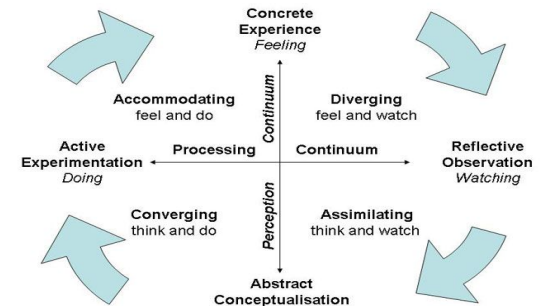 Concrete
Experience
Feeling
Continuum
Accommodating
feel and do
Diverging
feel and watch
Active
Experimentation
Doing
Processing
Continuum
Reflective
Observation
Watching
Perception
Converging
think and do
Assimilating
think and watch
Abstract
Conceptualisation